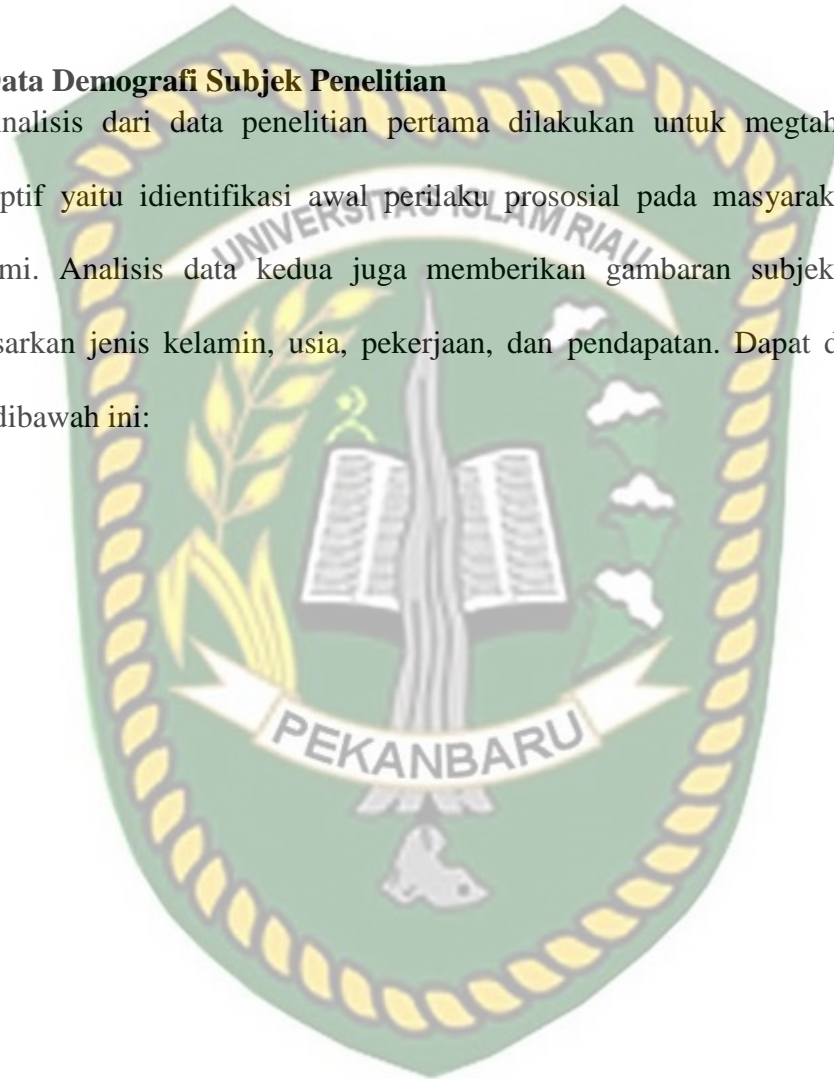 ata Demografi Subjek Penelitian
nalisis dari data penelitian pertama dilakukan untuk megtah
ptif yaitu idientifikasi awal perilaku prososial pada masyarak
mi. Analisis data kedua juga memberikan gambaran subjek
sarkan jenis kelamin, usia, pekerjaan, dan pendapatan. Dapat d
dibawah ini:
UNIVERSITAS ISLAM RIAU
PEKANBARU